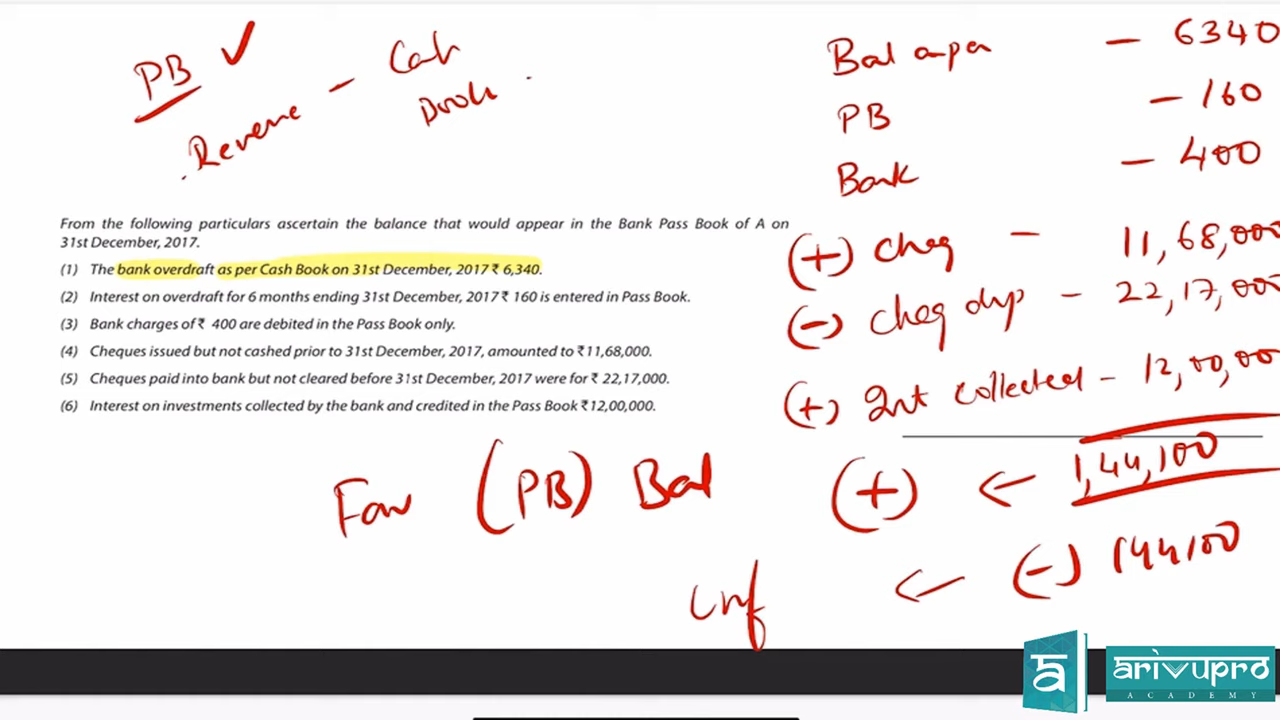 PB ✓
Reverse - Cash
Book
From the following particulars ascertain the balance that would appear in the Bank Pass Book of A on
31st December, 2017.
(1) The bank overdraft as per Cash Book on 31st December, 2017 ₹ 6,340.
(2) Interest on overdraft for 6 months ending 31st December, 2017 ₹ 160 is entered in Pass Book.
(3) Bank charges of ₹ 400 are debited in the Pass Book only.
(4) Cheques issued but not cashed prior to 31st December, 2017, amounted to ₹11,68,000.
(5) Cheques paid into bank but not cleared before 31st December, 2017 were for ₹ 22,17,000.
(6) Interest on investments collected by the bank and credited in the Pass Book ₹12,00,000.
Bal as per - 6340
PB - 160
Bank - 400
(+) cheq - 11,68,000
(-) cheq dep - 22,17,000
(+) Int collected - 12,00,000
1,44,100
Fav (PB) Bal (+) ←
Unf ← (-) 144100
arivupro
ACADEMY